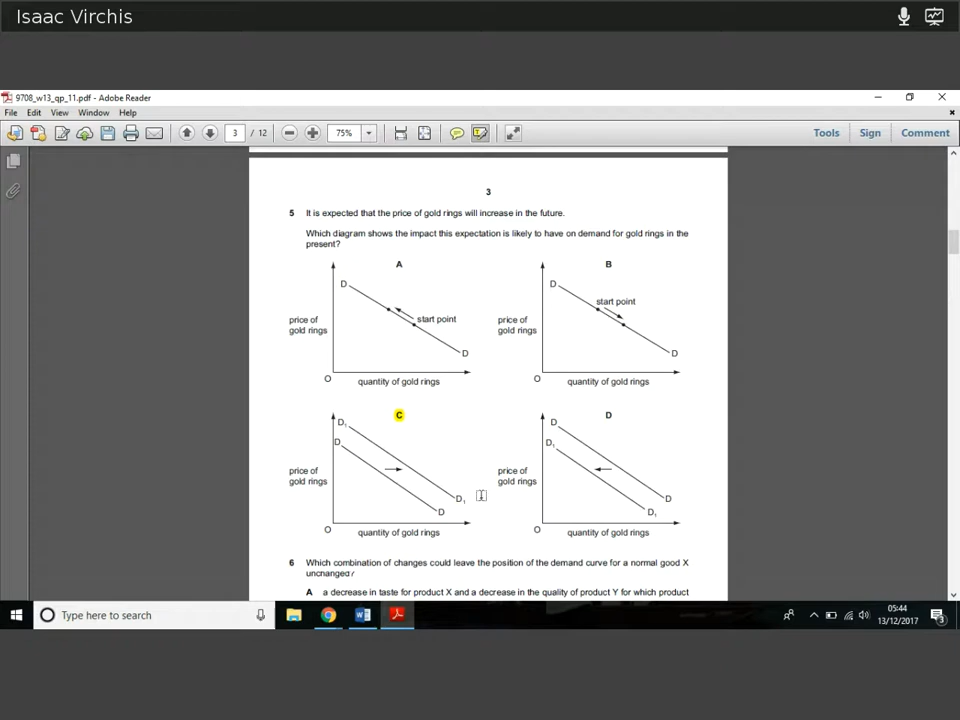 Isaac Virchis
9708_w13_qp_11.pdf - Adobe Reader
File Edit View Window Help
3 / 12 75% Tools Sign Comment
3
5 It is expected that the price of gold rings will increase in the future.
Which diagram shows the impact this expectation is likely to have on demand for gold rings in the
present?
A B
D D
start point
start point
price of
gold rings
price of
gold rings
D D
O O
quantity of gold rings quantity of gold rings
C D
D₁ D
D D₁
price of
gold rings
price of
gold rings
D₁ D
D D₁
O O
quantity of gold rings quantity of gold rings
6 Which combination of changes could leave the position of the demand curve for a normal good X
unchanged?
A a decrease in taste for product X and a decrease in the quality of product Y for which product
Type here to search
05:44
13/12/2017
3